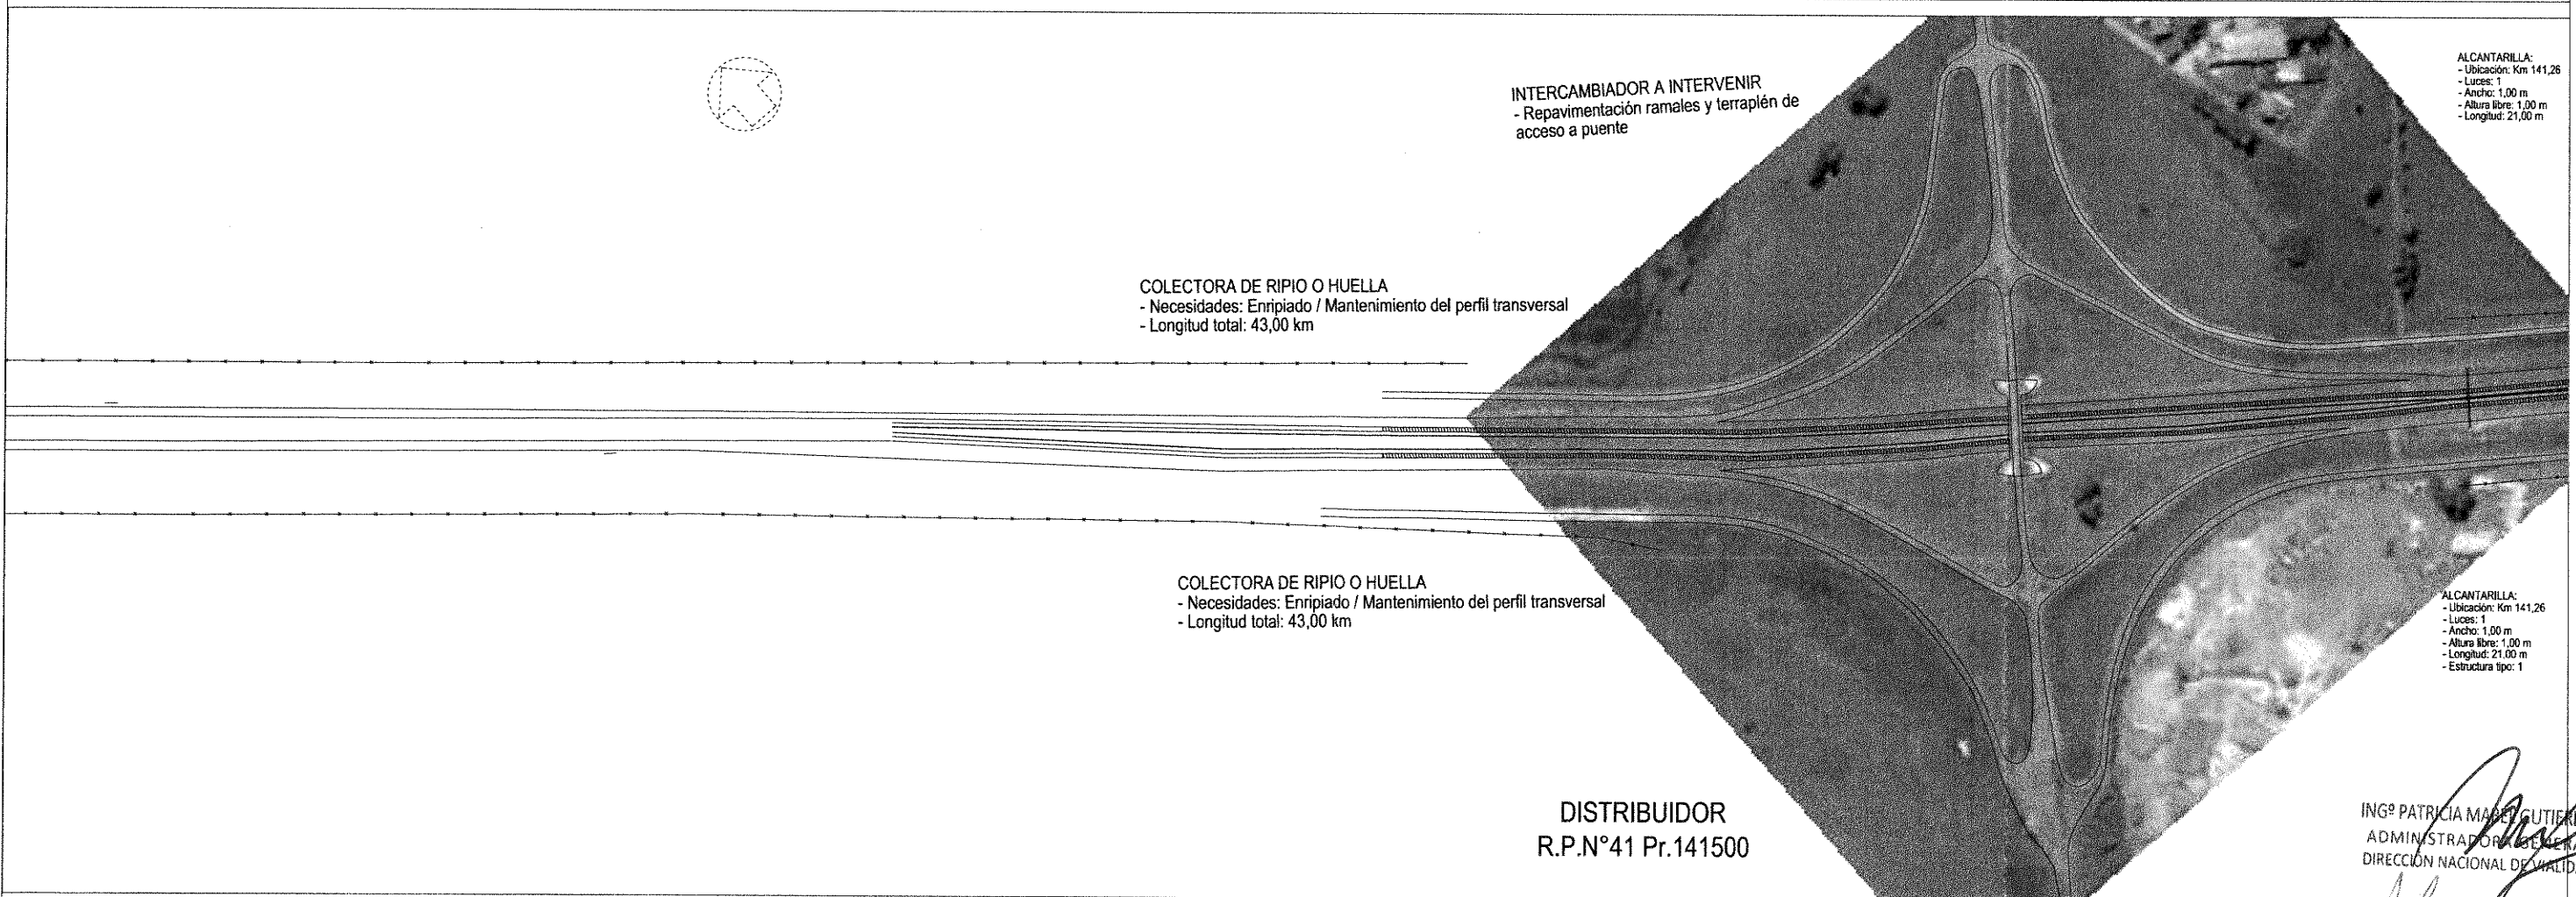 INTERCAMBIADOR A INTERVENIR
- Repavimentación ramales y terraplén de
acceso a puente
ALCANTARILLA:
- Ubicación: Km 141,26
- Luces: 1
- Ancho: 1,00 m
- Altura libre: 1,00 m
- Longitud: 21,00 m
COLECTORA DE RIPIO O HUELLA
- Necesidades: Enripiado / Mantenimiento del perfil transversal
- Longitud total: 43,00 km
COLECTORA DE RIPIO O HUELLA
- Necesidades: Enripiado / Mantenimiento del perfil transversal
- Longitud total: 43,00 km
ALCANTARILLA:
- Ubicación: Km 141,26
- Luces: 1
- Ancho: 1,00 m
- Altura libre: 1,00 m
- Longitud: 21,00 m
- Estructura tipo: 1
DISTRIBUIDOR
R.P.N°41 Pr.141500
INGº PATRICIA MABEL
ADMINISTRADORA
DIRECCIÓN NACIONAL DE